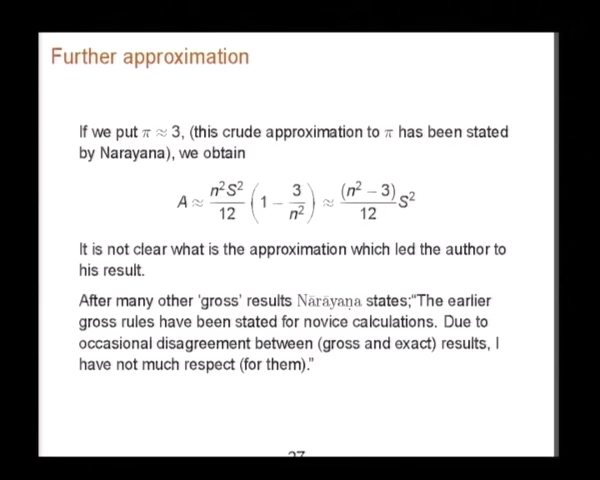 Further approximation
If we put π ≈ 3, (this crude approximation to π has been stated
by Narayana), we obtain
A ≈ n²S²/12 (1 − 3/n²) ≈ (n² − 3)/12 S²
It is not clear what is the approximation which led the author to
his result.
After many other 'gross' results Nārāyaṇa states;"The earlier
gross rules have been stated for novice calculations. Due to
occasional disagreement between (gross and exact) results, I
have not much respect (for them)."